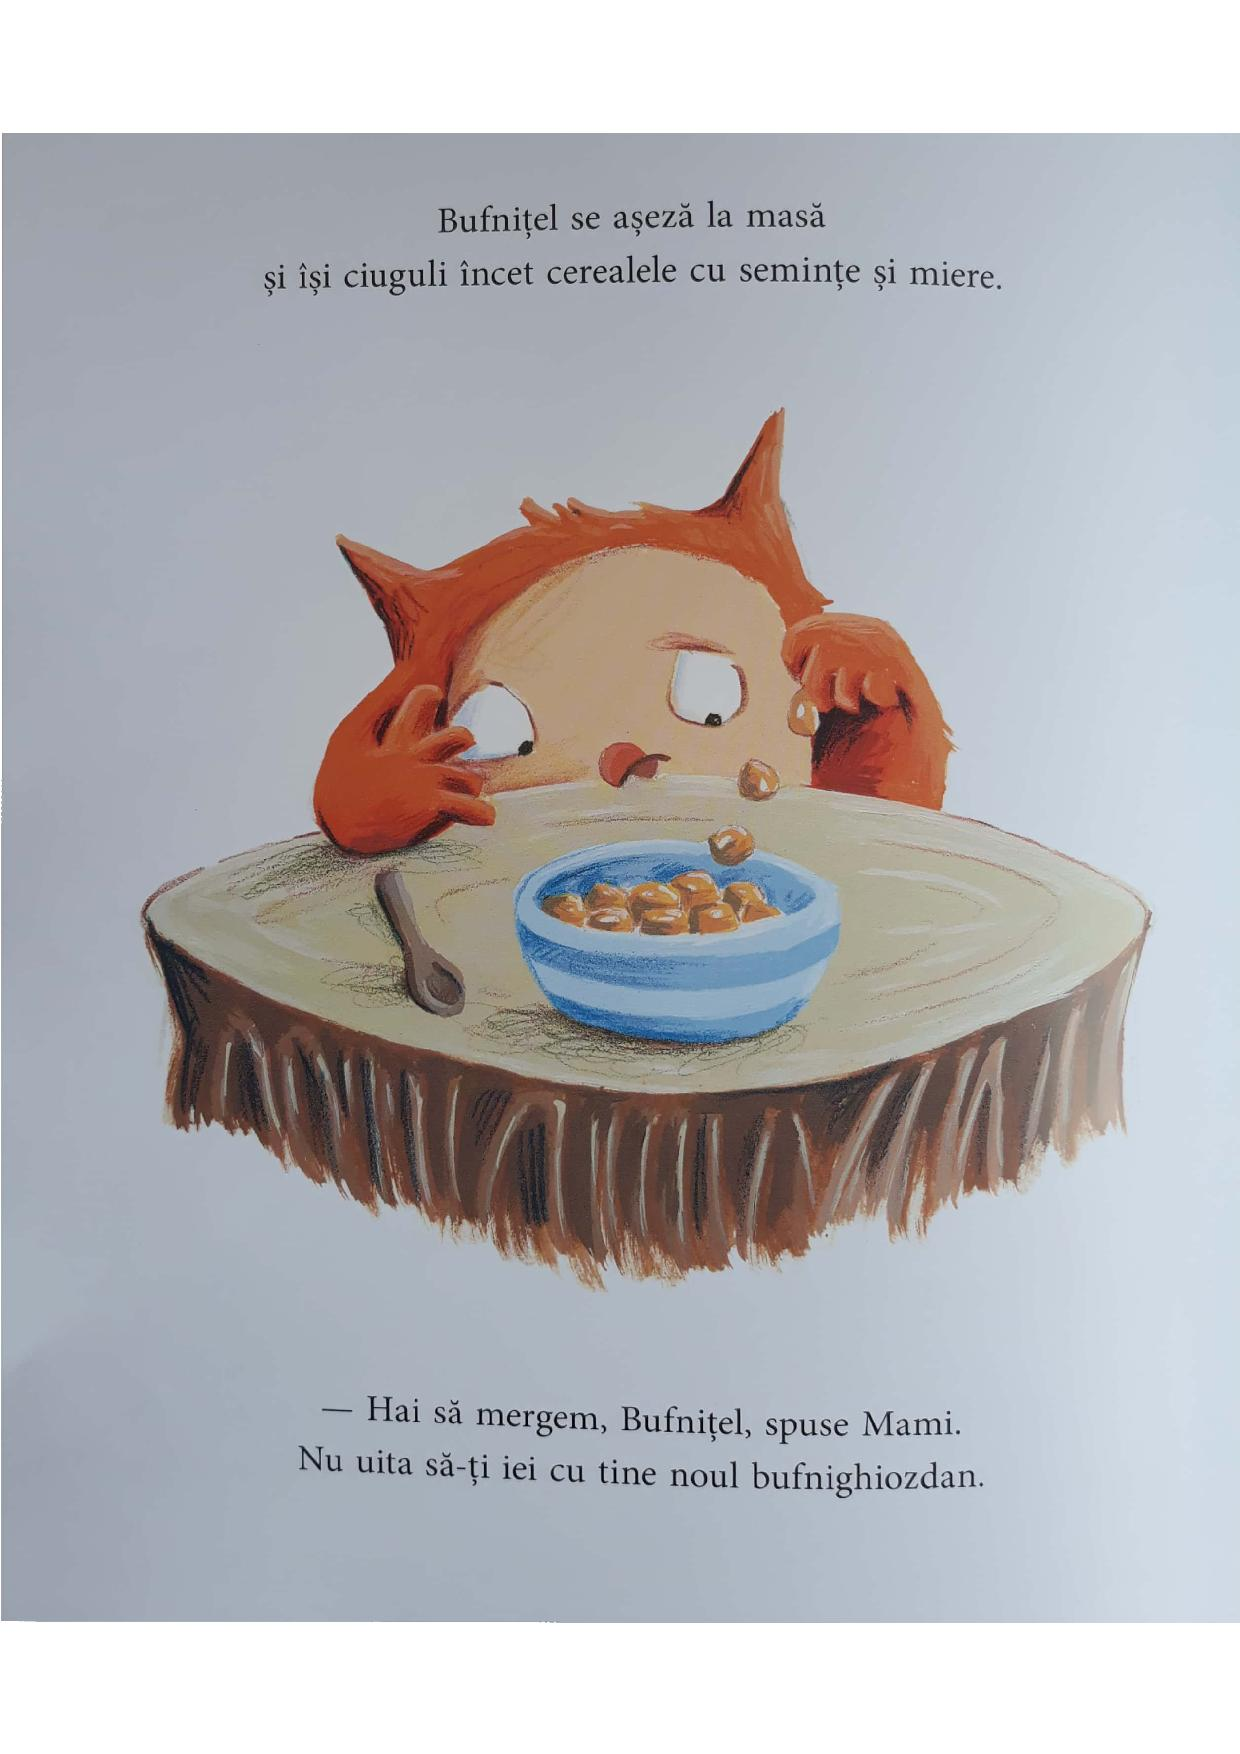 Bufnițel se așeză la masă
și își ciuguli încet cerealele cu semințe și miere.
— Hai să mergem, Bufnițel, spuse Mami.
Nu uita să-ți iei cu tine noul bufnighiozdan.